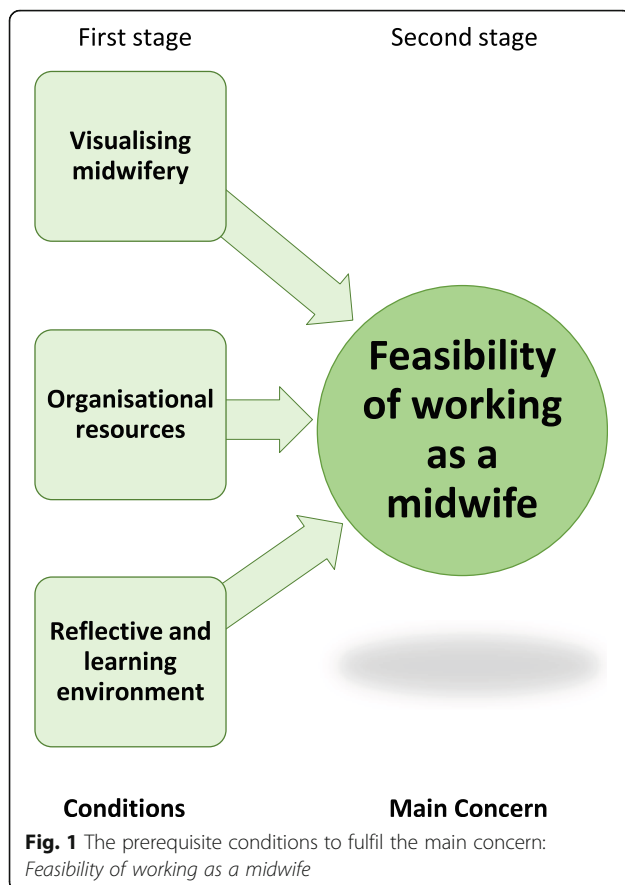 First stage
Second stage
Visualising
midwifery
Organisational
resources
Reflective and
learning
environment
Feasibility
of working
as a
midwife
Conditions
Main Concern
Fig. 1 The prerequisite conditions to fulfil the main concern:
Feasibility of working as a midwife